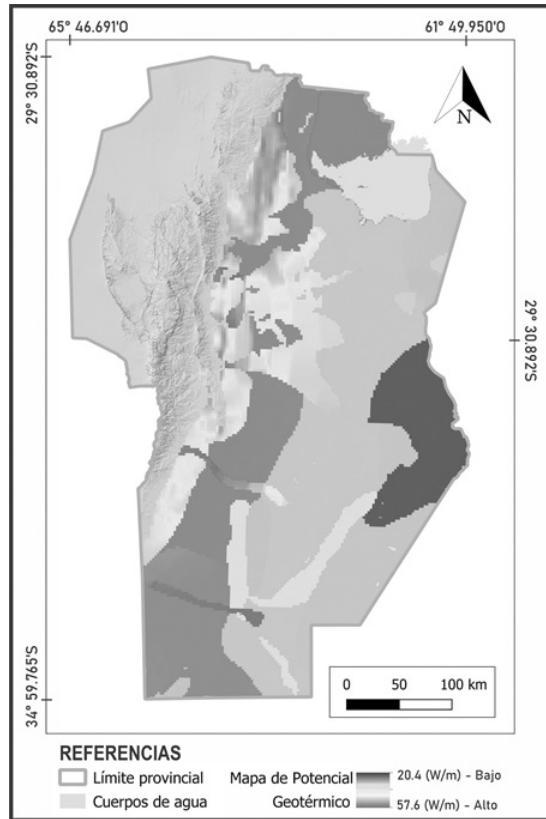 65° 46.691'O
61° 49.950'O
29° 30.892'S
N
29° 30.892'S
34° 59.765'S
0 50 100 km
REFERENCIAS
Límite provincial
Cuerpos de agua
Mapa de Potencial
Geotérmico
20.4 (W/m) - Bajo
57.6 (W/m) - Alto